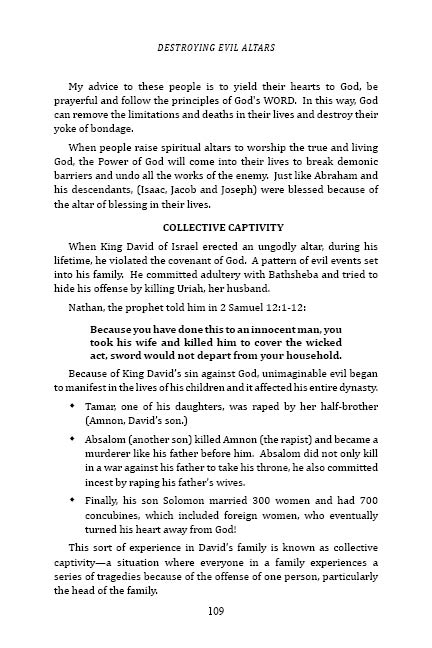 DESTROYING EVIL ALTARS
My advice to these people is to yield their hearts to God, be
prayerful and follow the principles of God's WORD. In this way, God
can remove the limitations and deaths in their lives and destroy their
yoke of bondage.
When people raise spiritual altars to worship the true and living
God, the Power of God will come into their lives to break demonic
barriers and undo all the works of the enemy. Just like Abraham and
his descendants, (Isaac, Jacob and Joseph) were blessed because of
the altar of blessing in their lives.
COLLECTIVE CAPTIVITY
When King David of Israel erected an ungodly altar, during his
lifetime, he violated the covenant of God. A pattern of evil events set
into his family. He committed adultery with Bathsheba and tried to
hide his offense by killing Uriah, her husband.
Nathan, the prophet told him in 2 Samuel 12:1-12:
Because you have done this to an innocent man, you
took his wife and killed him to cover the wicked
act, sword would not depart from your household.
Because of King David's sin against God, unimaginable evil began
to manifest in the lives of his children and it affected his entire dynasty.
◆ Tamar, one of his daughters, was raped by her half-brother
(Amnon, David's son.)
◆ Absalom (another son) killed Amnon (the rapist) and became a
murderer like his father before him. Absalom did not only kill
in a war against his father to take his throne, he also committed
incest by raping his father's wives.
◆ Finally, his son Solomon married 300 women and had 700
concubines, which included foreign women, who eventually
turned his heart away from God!
This sort of experience in David's family is known as collective
captivity—a situation where everyone in a family experiences a
series of tragedies because of the offense of one person, particularly
the head of the family.
109